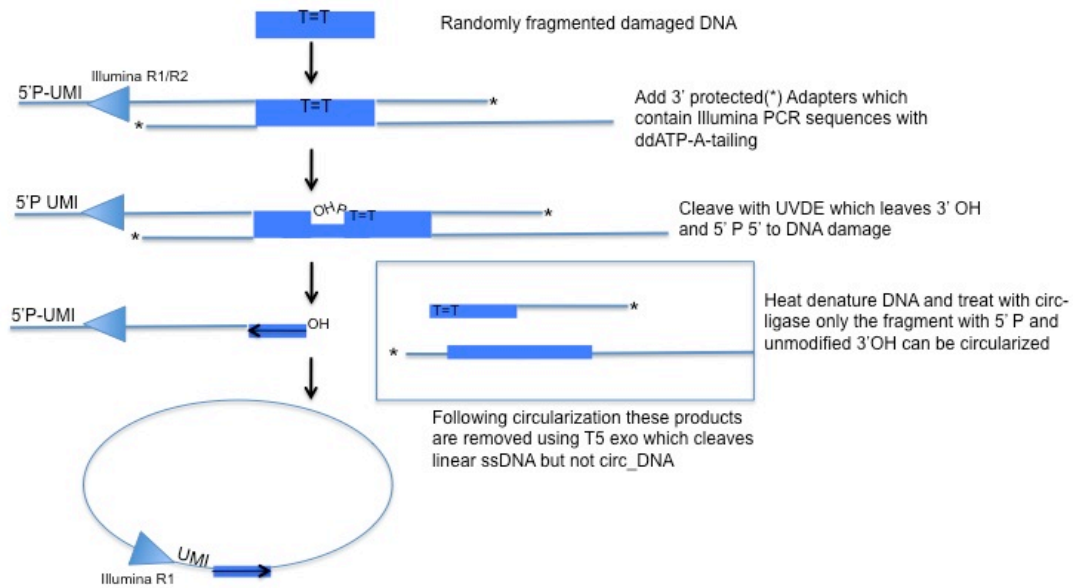 T=T
Randomly fragmented damaged DNA
Illumina R1/R2
5'P-UMI
T=T
*
*
Add 3' protected(*) Adapters which
contain Illumina PCR sequences with
ddATP-A-tailing
5'P UMI
OH P
T=T
*
*
Cleave with UVDE which leaves 3' OH
and 5' P 5' to DNA damage
5'P-UMI
OH
T=T
*
*
Heat denature DNA and treat with circ-
ligase only the fragment with 5' P and
unmodified 3'OH can be circularized
Following circularization these products
are removed using T5 exo which cleaves
linear ssDNA but not circ_DNA
UMI
Illumina R1